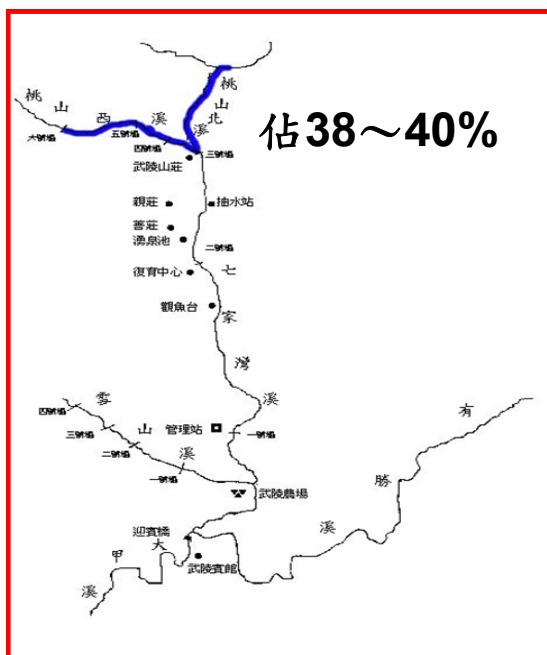 桃山西溪
桃山北溪
佔38～40%
六號壩
五號壩
四號壩
三號壩
武陵山莊
親莊
抽水站
善莊
湧泉池
二號壩
復育中心
觀魚台
七家灣溪
雪山溪
四號壩
三號壩
二號壩
一號壩
管理站
一號壩
武陵農場
有勝溪
迎賓橋
武陵賓館
大甲溪